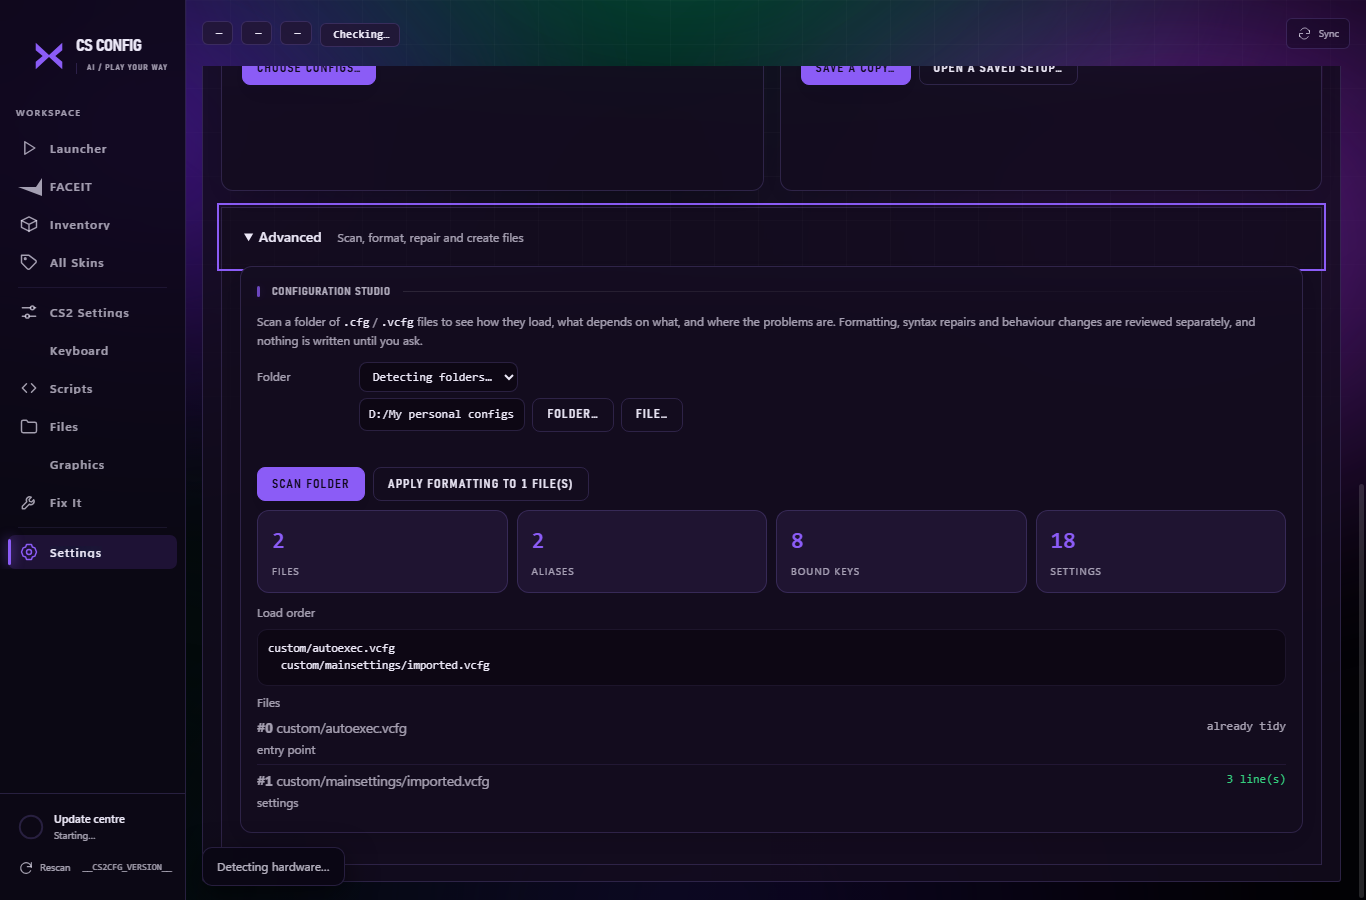 CS CONFIG
AI / PLAY YOUR WAY
WORKSPACE
Launcher
FACEIT
Inventory
All Skins
CS2 Settings
Keyboard
Scripts
Files
Graphics
Fix It
Settings
Update centre
Starting...
Rescan
__CS2CFG_VERSION__
–
–
–
Checking…
Sync
CHOOSE CONFIGS…
SAVE A COPY…
OPEN A SAVED SETUP…
▼ Advanced Scan, format, repair and create files
CONFIGURATION STUDIO
Scan a folder of .cfg / .vcfg files to see how they load, what depends on what, and where the problems are. Formatting, syntax repairs and behaviour changes are reviewed separately, and
nothing is written until you ask.
Folder
Detecting folders…
D:/My personal configs
FOLDER…
FILE…
SCAN FOLDER
APPLY FORMATTING TO 1 FILE(S)
2
FILES
2
ALIASES
8
BOUND KEYS
18
SETTINGS
Load order
custom/autoexec.vcfg
custom/mainsettings/imported.vcfg
Files
#0 custom/autoexec.vcfg
already tidy
entry point
#1 custom/mainsettings/imported.vcfg
3 line(s)
settings
Detecting hardware...